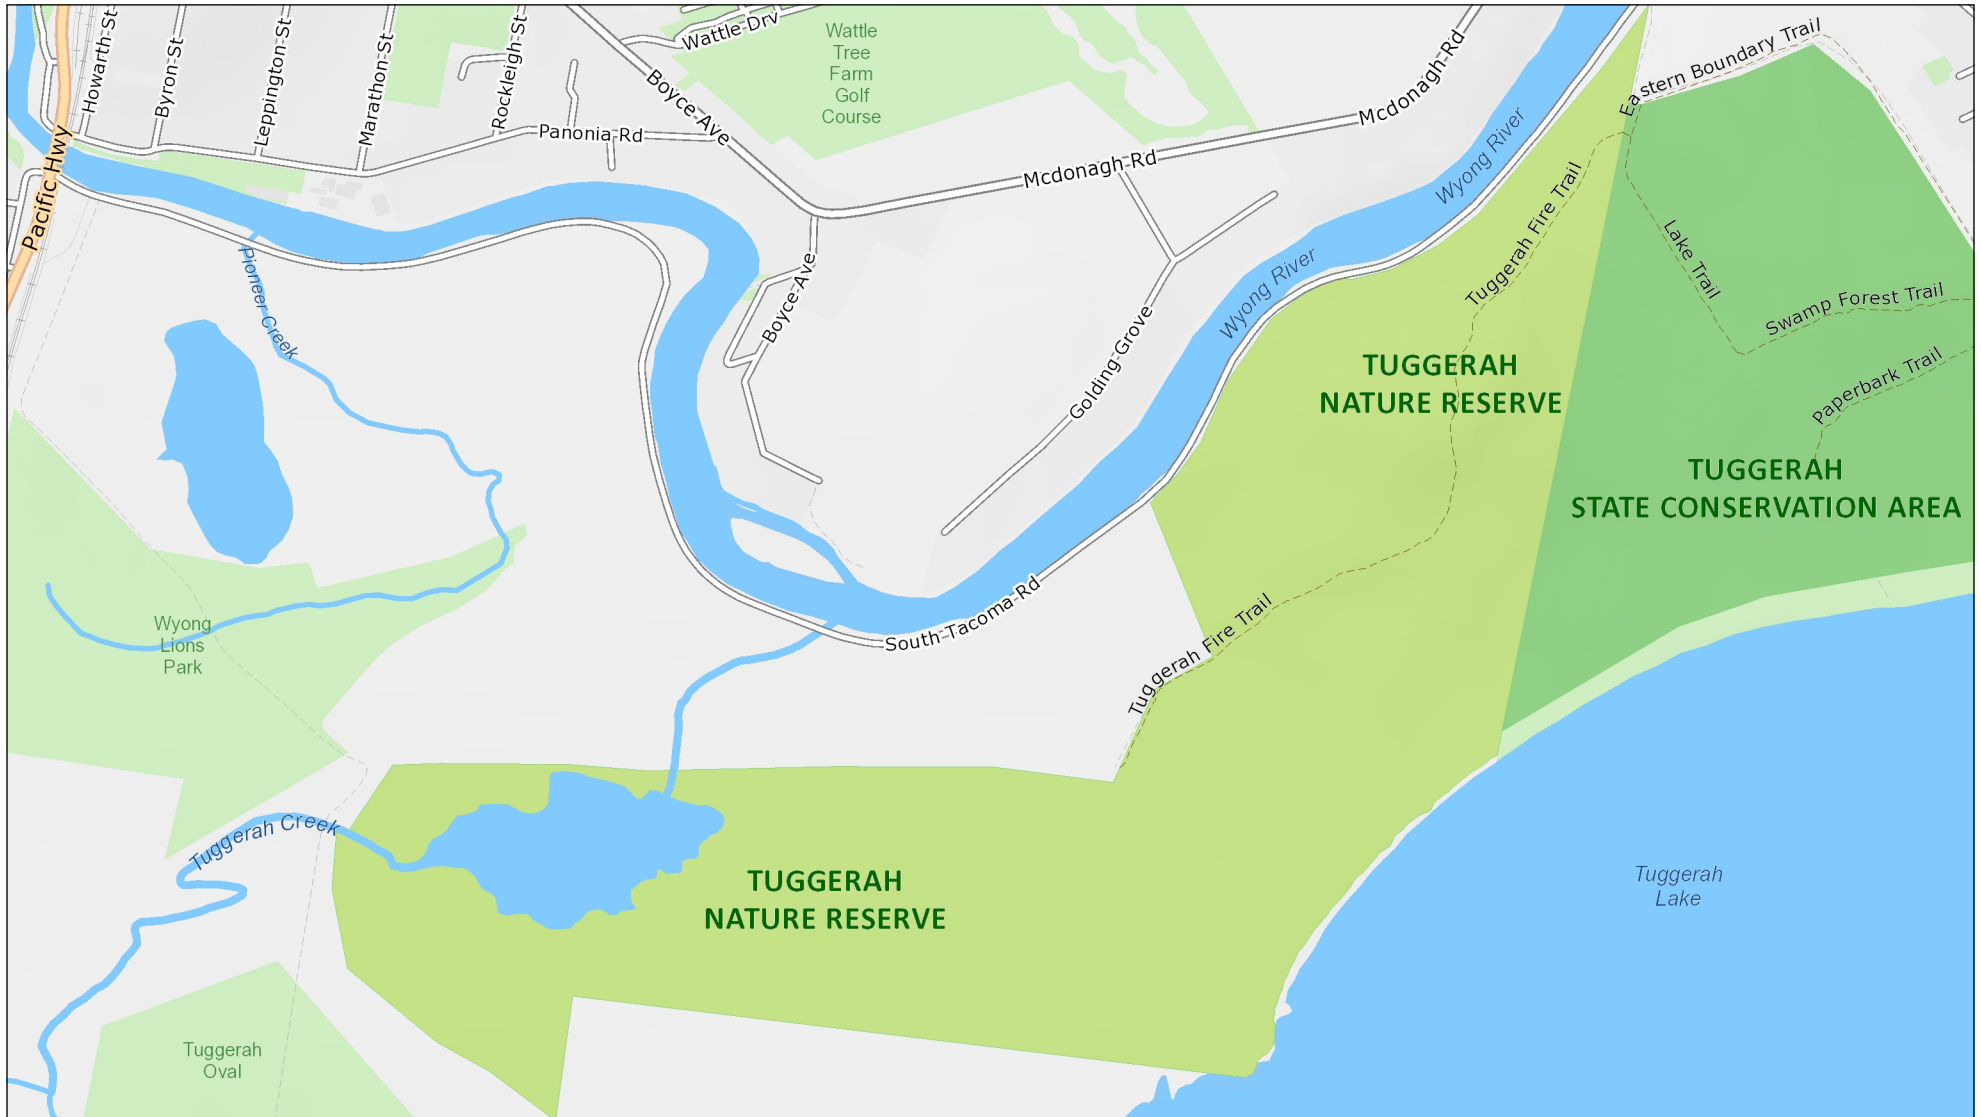 Howarth-St
Byron-St
Leppington-St
Marathon-St
Rockleigh-St
Wattle-Drv
Wattle
Tree
Farm
Golf
Course
Boyce-Ave
Panonia-Rd
Mcdonagh-Rd
Mcdonagh-Rd
Pacific-Hwy
Wyong River
Wyong River
Eastern Boundary Trail
Tuggerah Fire Trail
Lake Trail
Swamp Forest Trail
Paperbark Trail
Pioneer Creek
Boyce-Ave
Golding-Grove
TUGGERAH
NATURE RESERVE
TUGGERAH
STATE CONSERVATION AREA
South-Tacoma-Rd
Tuggerah Fire Trail
Wyong
Lions
Park
Tuggerah Creek
TUGGERAH
NATURE RESERVE
Tuggerah
Lake
Tuggerah
Oval